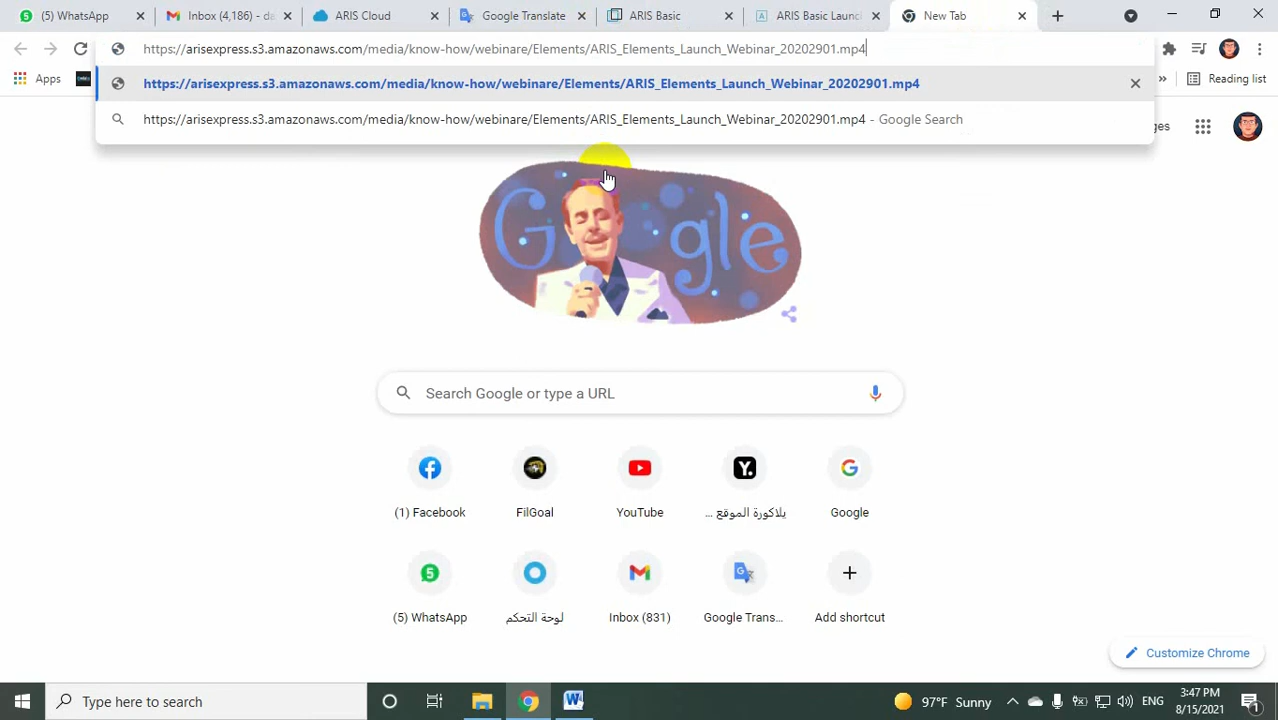 (5) WhatsApp
Inbox (4,186) - da
ARIS Cloud
Google Translate
ARIS Basic
ARIS Basic Launc
New Tab
https://arisexpress.s3.amazonaws.com/media/know-how/webinare/Elements/ARIS_Elements_Launch_Webinar_20202901.mp4
Apps
https://arisexpress.s3.amazonaws.com/media/know-how/webinare/Elements/ARIS_Elements_Launch_Webinar_20202901.mp4
»
Reading list
https://arisexpress.s3.amazonaws.com/media/know-how/webinare/Elements/ARIS_Elements_Launch_Webinar_20202901.mp4 - Google Search
ges
Google
Search Google or type a URL
(1) Facebook
FilGoal
YouTube
يلاكورة الموقع ...
Google
(5) WhatsApp
لوحة التحكم
Inbox (831)
Google Trans...
Add shortcut
Customize Chrome
Type here to search
97°F Sunny
ENG
3:47 PM
8/15/2021